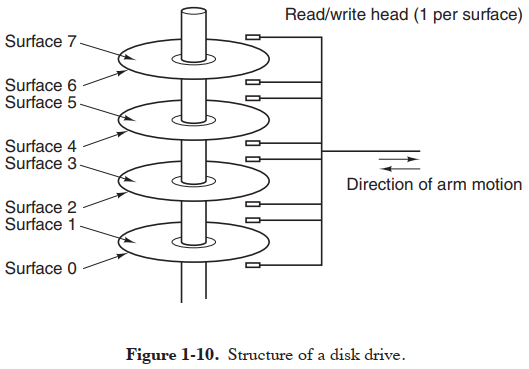 Read/write head (1 per surface)
Surface 7
Surface 6
Surface 5
Surface 4
Surface 3
Direction of arm motion
Surface 2
Surface 1
Surface 0
Figure 1-10. Structure of a disk drive.